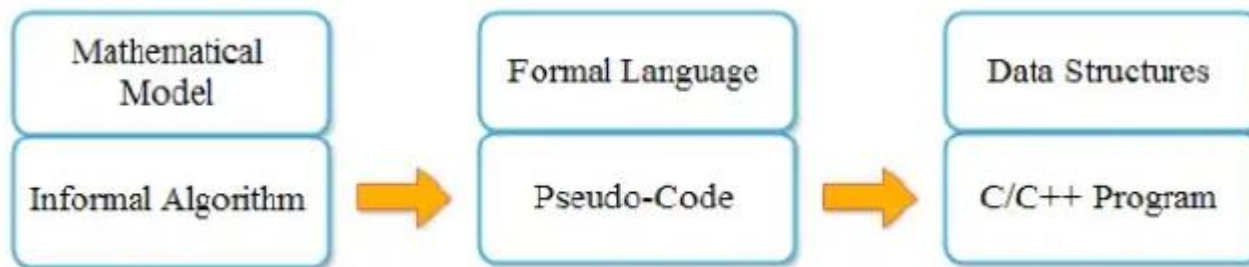 Mathematical
Model
Informal Algorithm
Formal Language
Pseudo-Code
Data Structures
C/C++ Program